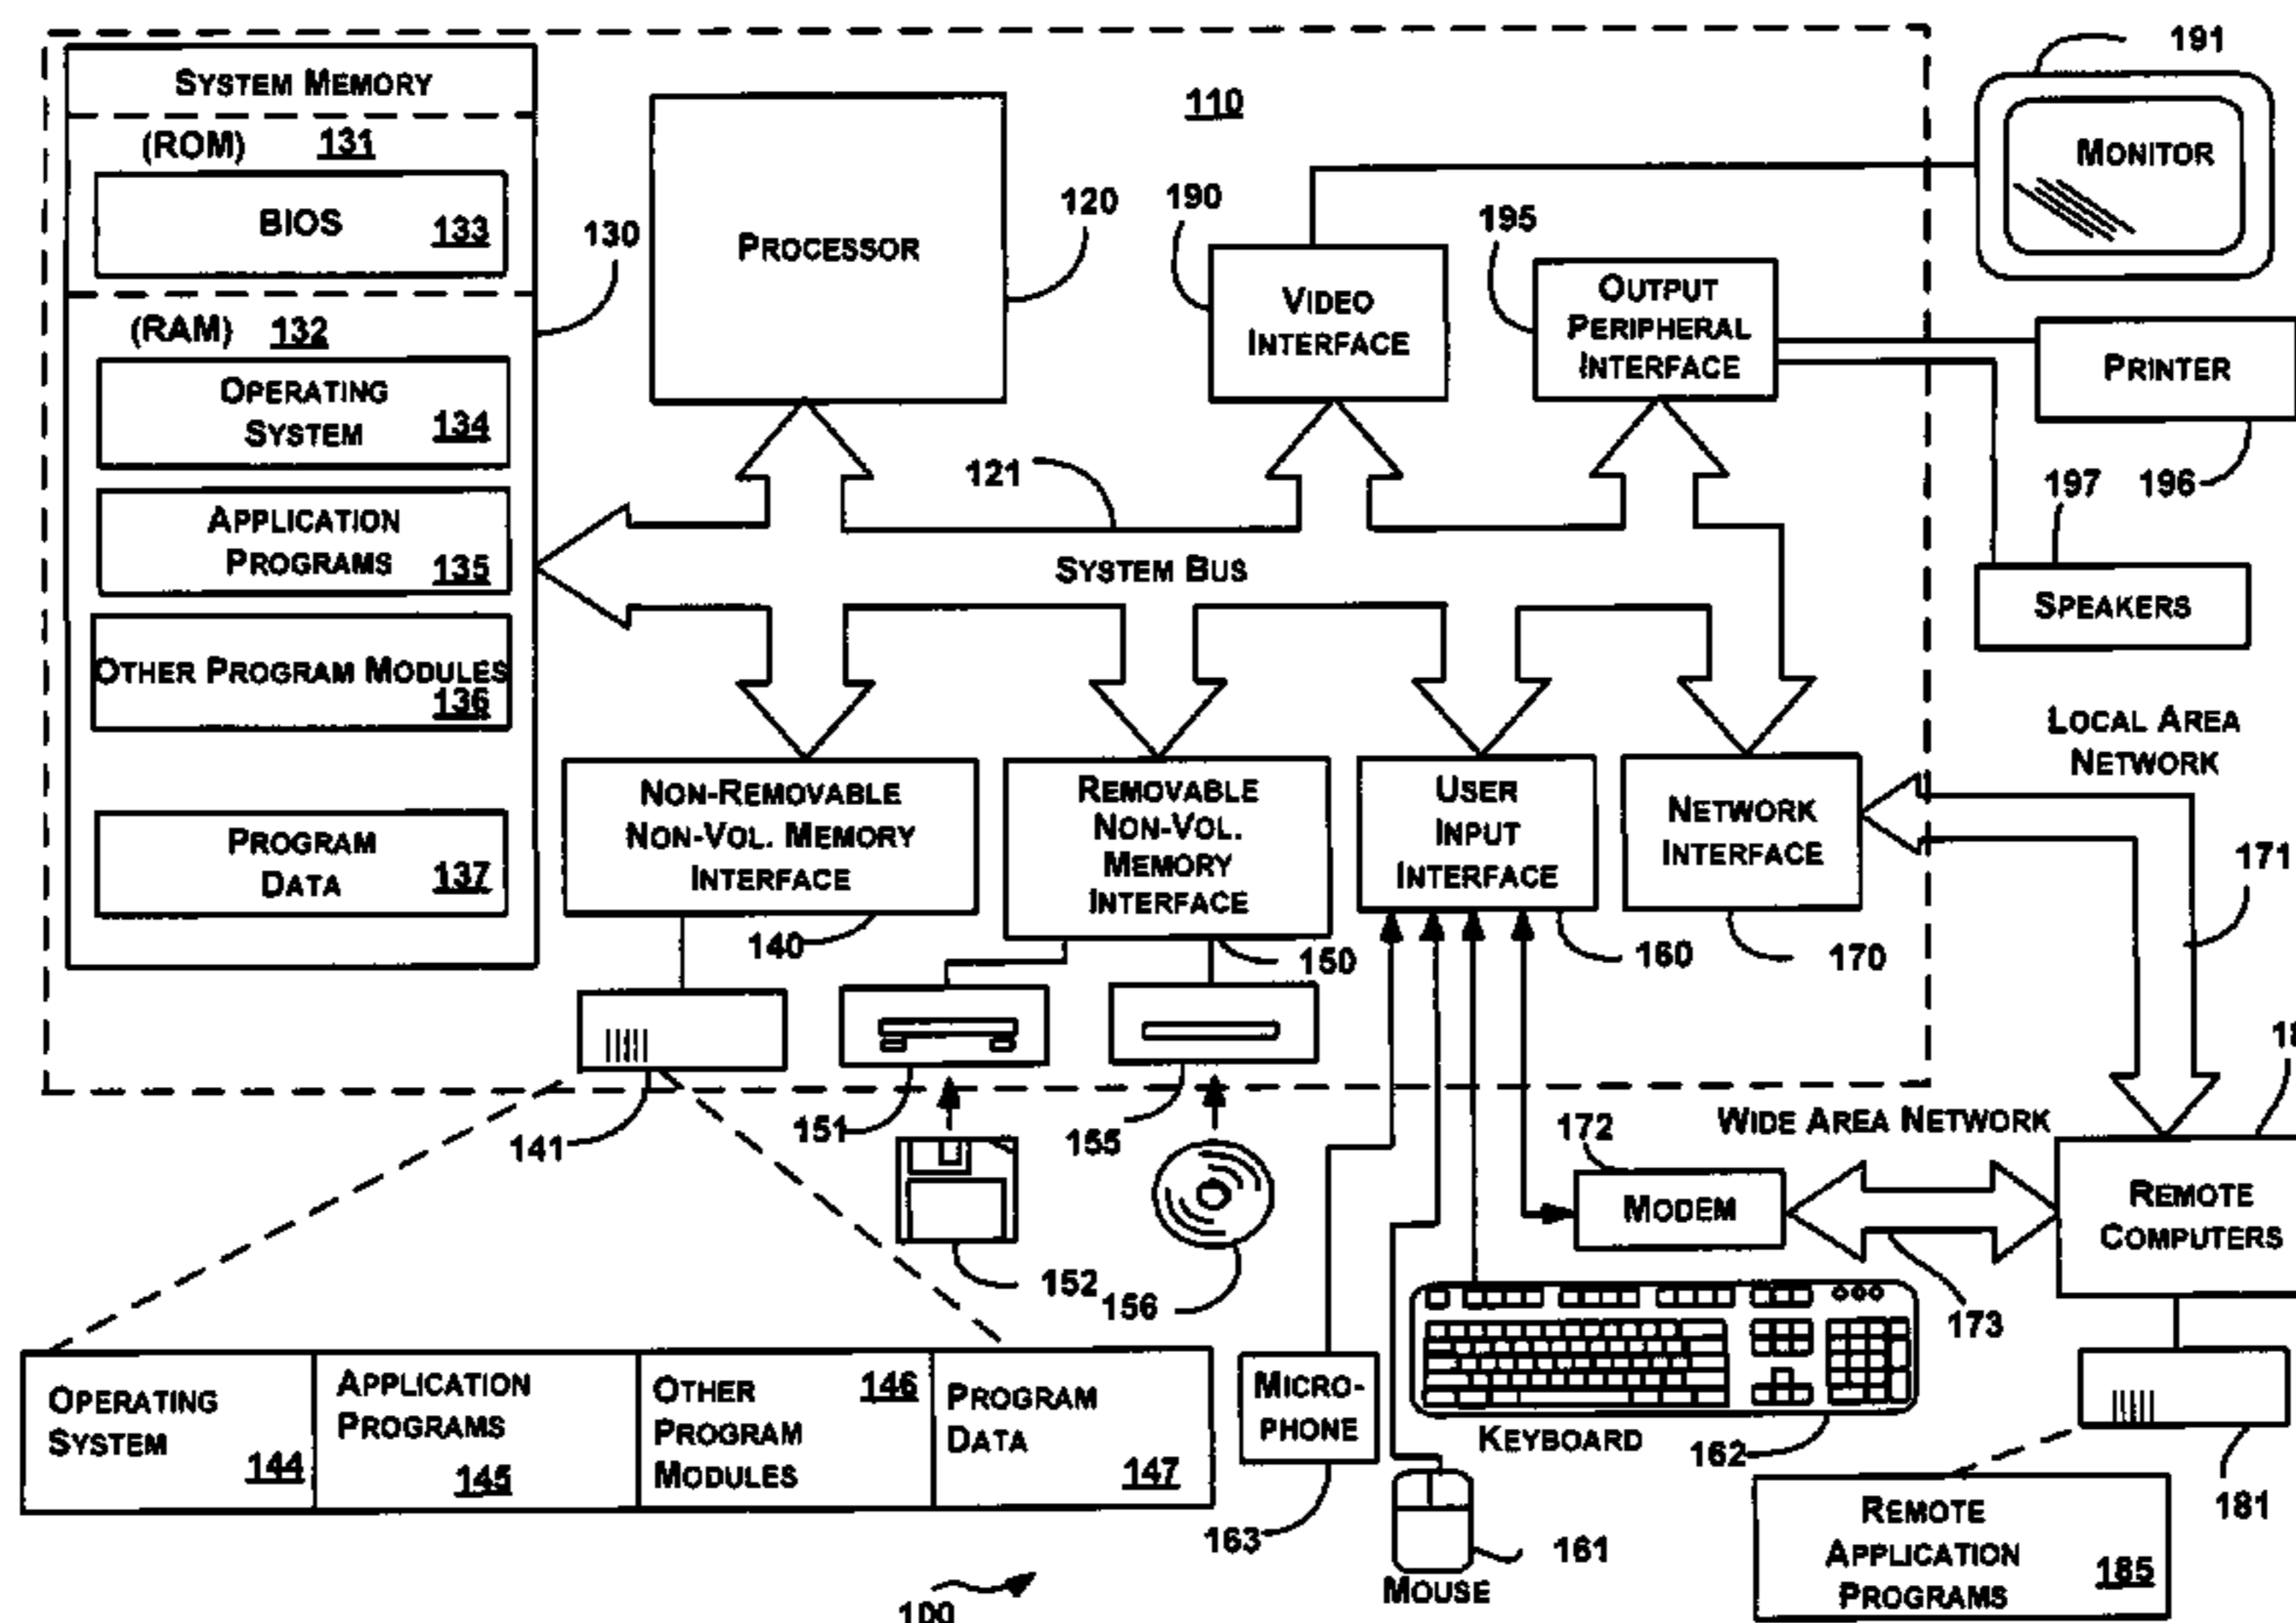 SYSTEM MEMORY
(ROM) 131
BIOS 133
(RAM) 132
OPERATING
SYSTEM 134
APPLICATION
PROGRAMS 135
OTHER PROGRAM MODULES
136
PROGRAM
DATA 137
130
PROCESSOR
120
110
190
VIDEO
INTERFACE
195
OUTPUT
PERIPHERAL
INTERFACE
191
MONITOR
PRINTER
196
197
SPEAKERS
121
SYSTEM BUS
NON-REMOVABLE
NON-VOL. MEMORY
INTERFACE
140
REMOVABLE
NON-VOL.
MEMORY
INTERFACE
150
USER
INPUT
INTERFACE
160
NETWORK
INTERFACE
170
LOCAL AREA
NETWORK
171
141
151
152
155
156
WIDE AREA NETWORK
172
MODEM
173
REMOTE
COMPUTERS
OPERATING
SYSTEM
144
APPLICATION
PROGRAMS
145
OTHER
PROGRAM
MODULES
146
PROGRAM
DATA
147
MICRO-
PHONE
163
KEYBOARD
162
161
MOUSE
181
REMOTE
APPLICATION
PROGRAMS
185
100